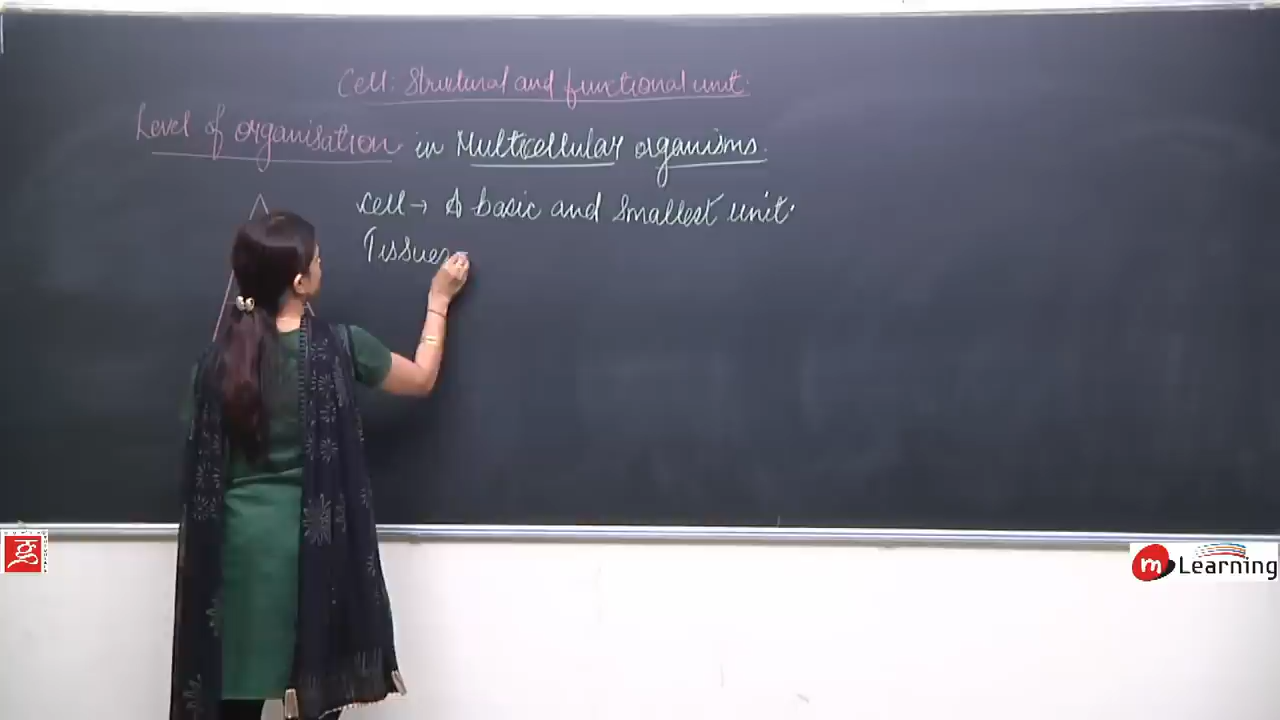 Cell: Structural and functional unit.
Level of organisation in Multicellular organisms.
Cell → A basic and smallest unit.
Tissues
ग
m Learning